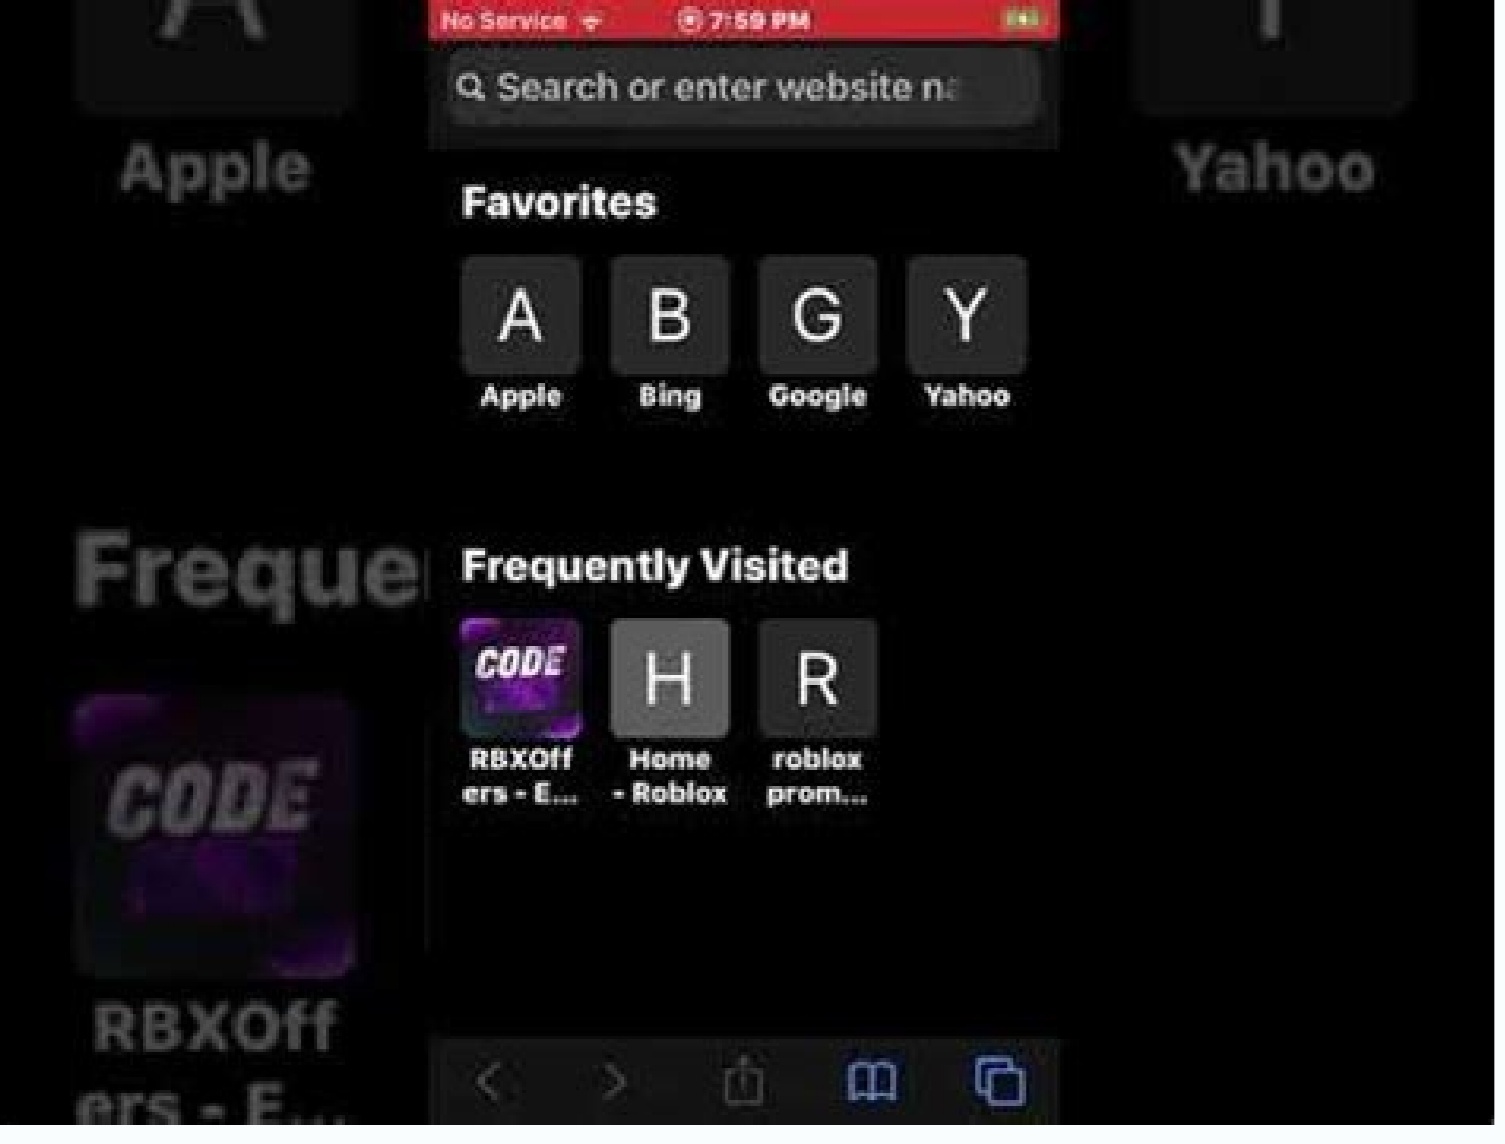 No Service 7:59 PM
Search or enter website na
Favorites
A B G Y
Apple Bing Google Yahoo
Frequently Visited
CODE H R
RBXOff Home roblox
ers - E... - Roblox prom...
A
Apple
Freque
CODE
RBXOff
ers - E...
Y
Yahoo